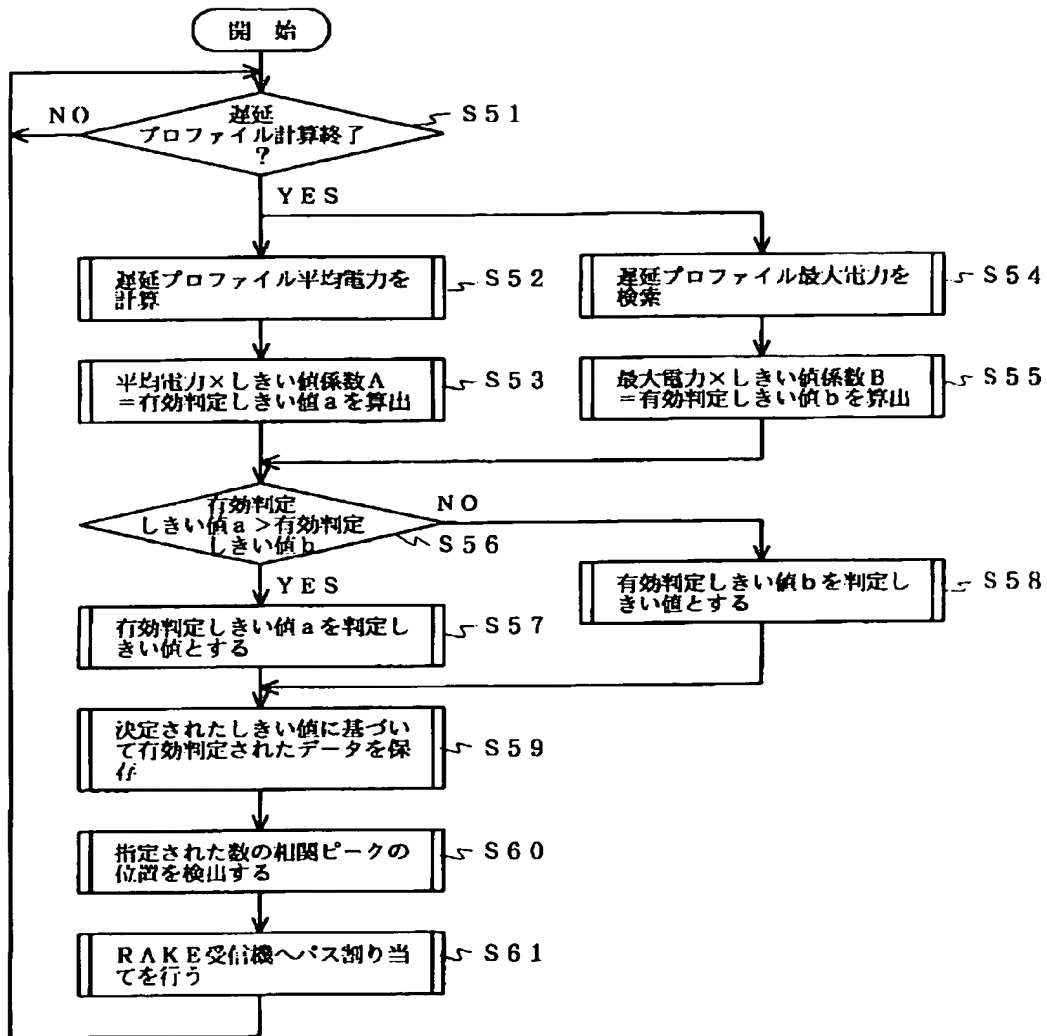 開 始
NO
遅延
プロファイル計算終了
?
S51
YES
遅延プロファイル平均電力を
計算
S52
遅延プロファイル最大電力を
検索
S54
平均電力×しきい値係数A
=有効判定しきい値aを算出
S53
最大電力×しきい値係数B
=有効判定しきい値bを算出
S55
有効判定
しきい値a>有効判定
しきい値b
NO
S56
YES
有効判定しきい値bを判定し
きい値とする
S58
有効判定しきい値aを判定し
きい値とする
S57
決定されたしきい値に基づい
て有効判定されたデータを保
存
S59
指定された数の相関ピークの
位置を検出する
S60
RAKE受信機へパス割り当
てを行う
S61